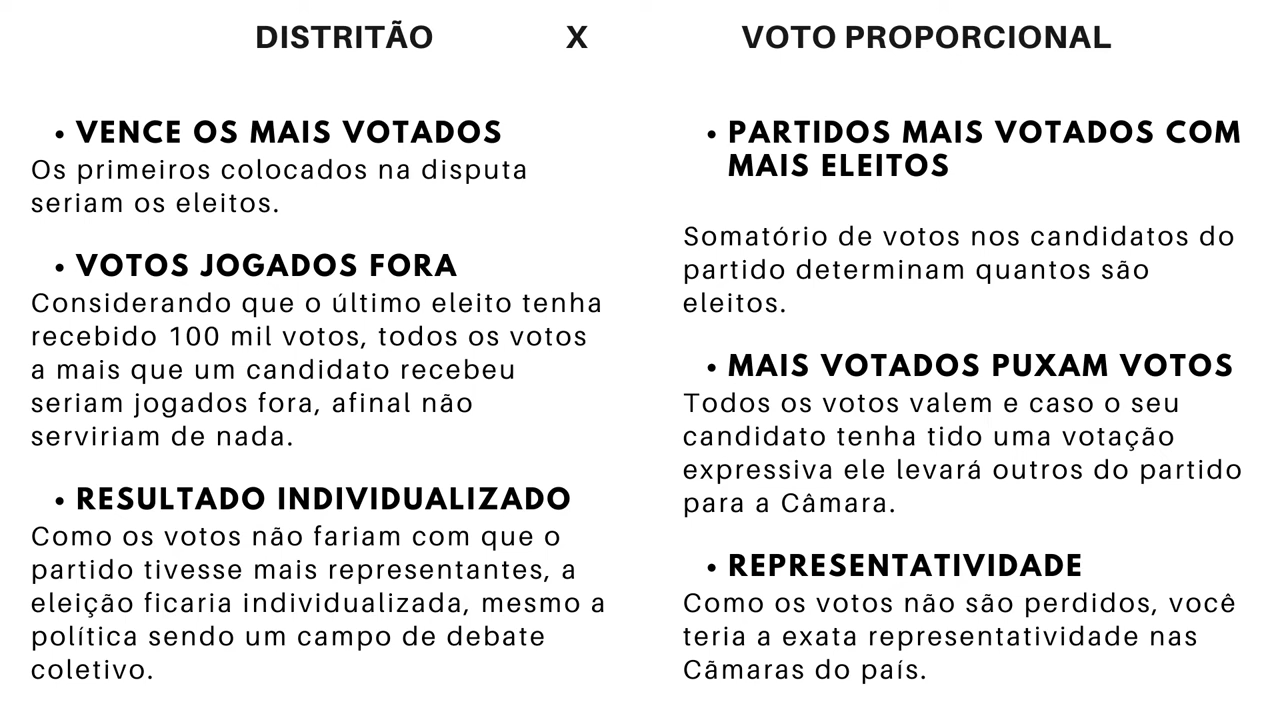 DISTRITÃO X VOTO PROPORCIONAL
• VENCE OS MAIS VOTADOS
Os primeiros colocados na disputa
seriam os eleitos.
• VOTOS JOGADOS FORA
Considerando que o último eleito tenha
recebido 100 mil votos, todos os votos
a mais que um candidato recebeu
seriam jogados fora, afinal não
serviriam de nada.
• RESULTADO INDIVIDUALIZADO
Como os votos não fariam com que o
partido tivesse mais representantes, a
eleição ficaria individualizada, mesmo a
política sendo um campo de debate
coletivo.
• PARTIDOS MAIS VOTADOS COM
MAIS ELEITOS
Somatório de votos nos candidatos do
partido determinam quantos são
eleitos.
• MAIS VOTADOS PUXAM VOTOS
Todos os votos valem e caso o seu
candidato tenha tido uma votação
expressiva ele levará outros do partido
para a Câmara.
• REPRESENTATIVIDADE
Como os votos não são perdidos, você
teria a exata representatividade nas
Cãmaras do país.